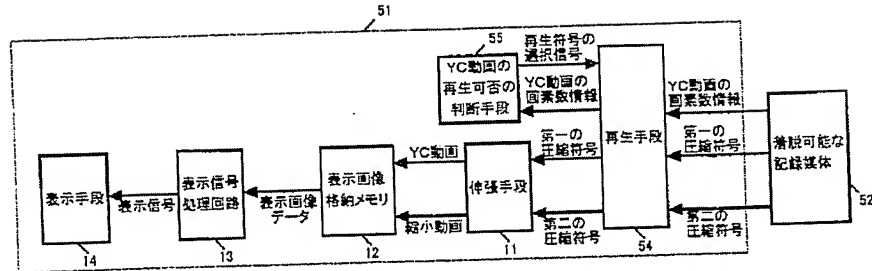 51
55
YC動画の
再生可否の
判断手段
再生符号の
選択信号
YC動画の
画素数情報
再生手段
54
YC動画の
画素数情報
第一の
圧縮符号
第二の
圧縮符号
着脱可能な
記録媒体
52
第一の
圧縮符号
第二の
圧縮符号
伸張手段
11
YC動画
縮小動画
表示画像
格納メモリ
12
表示画像
データ
表示信号
処理回路
13
表示信号
表示手段
14